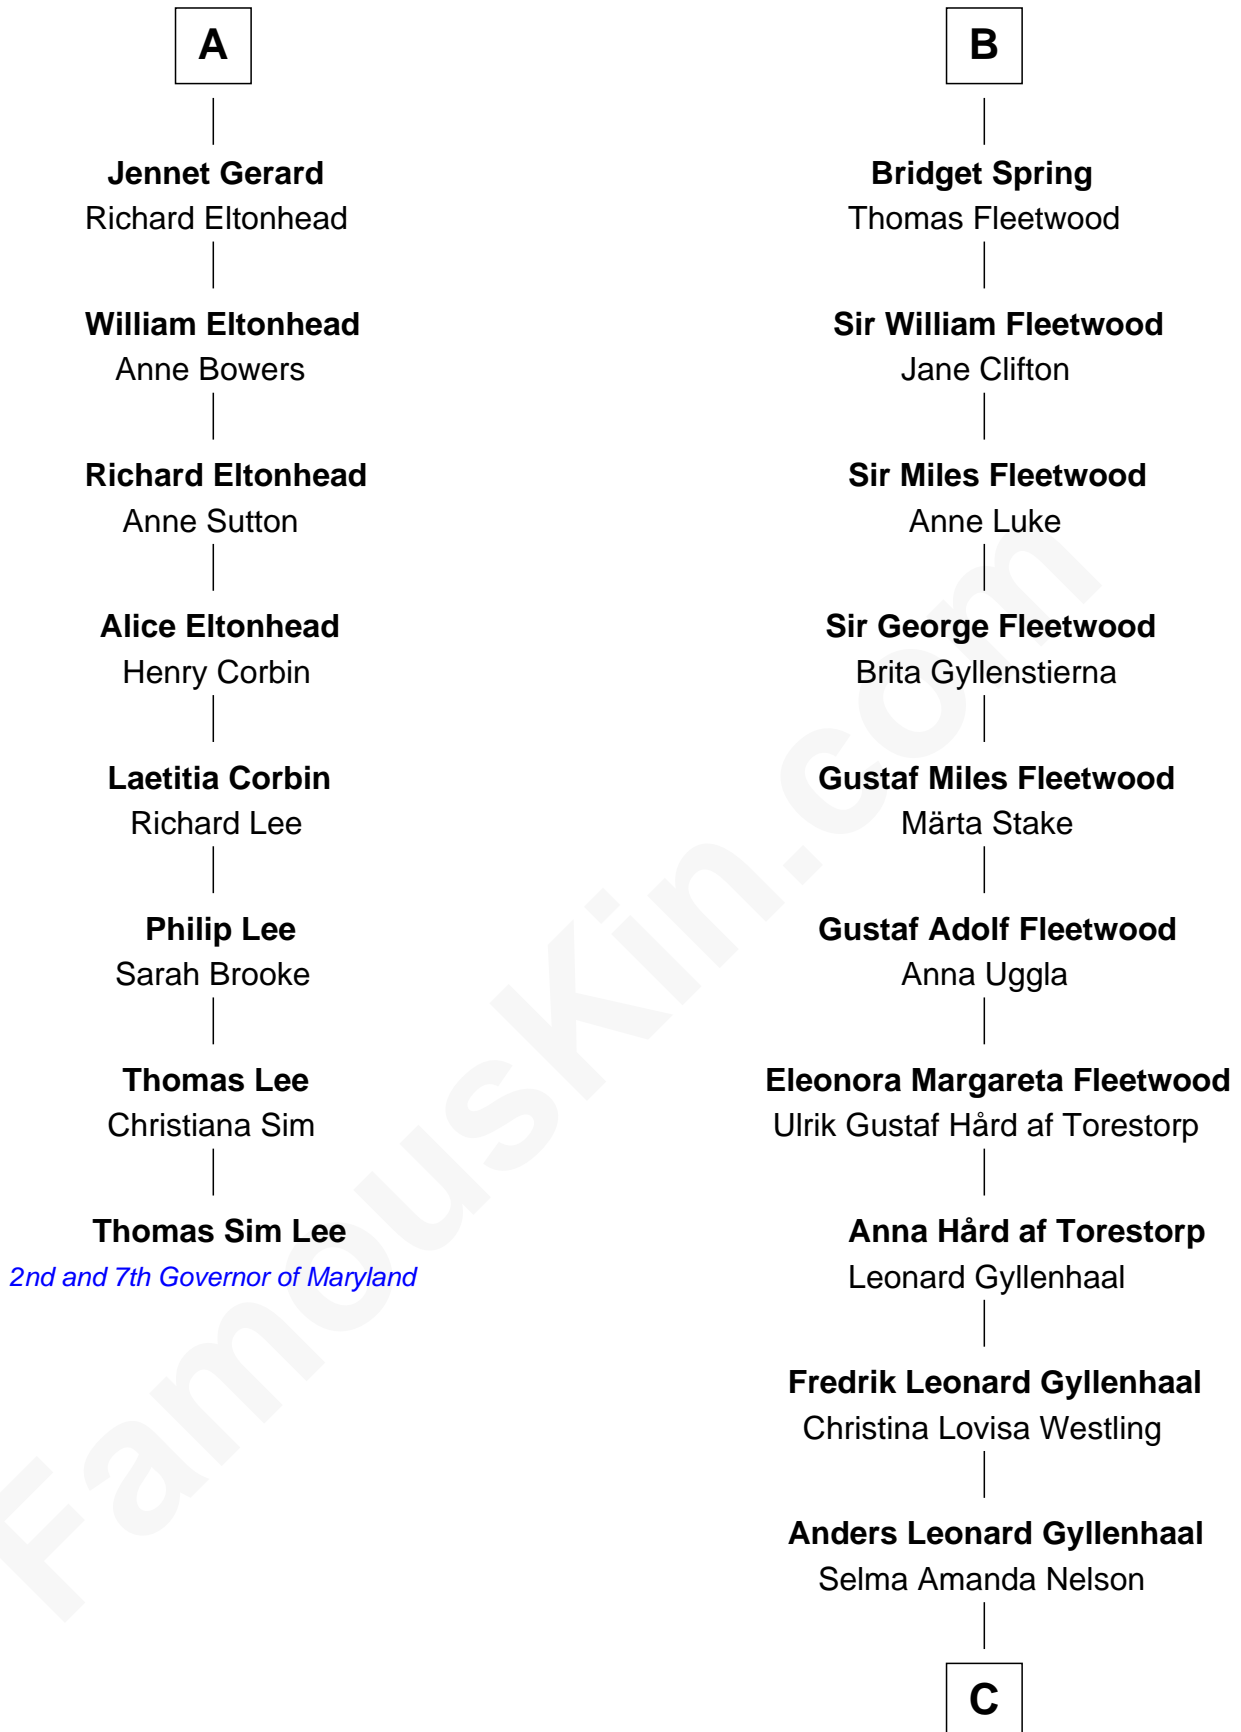 A
Jennet Gerard
Richard Eltonhead
William Eltonhead
Anne Bowers
Richard Eltonhead
Anne Sutton
Alice Eltonhead
Henry Corbin
Laetitia Corbin
Richard Lee
Philip Lee
Sarah Brooke
Thomas Lee
Christiana Sim
Thomas Sim Lee
2nd and 7th Governor of Maryland
B
Bridget Spring
Thomas Fleetwood
Sir William Fleetwood
Jane Clifton
Sir Miles Fleetwood
Anne Luke
Sir George Fleetwood
Brita Gyllenstierna
Gustaf Miles Fleetwood
Märta Stake
Gustaf Adolf Fleetwood
Anna Uggla
Eleonora Margareta Fleetwood
Ulrik Gustaf Hård af Torestorp
Anna Hård af Torestorp
Leonard Gyllenhaal
Fredrik Leonard Gyllenhaal
Christina Lovisa Westling
Anders Leonard Gyllenhaal
Selma Amanda Nelson
C
FamousKin.com